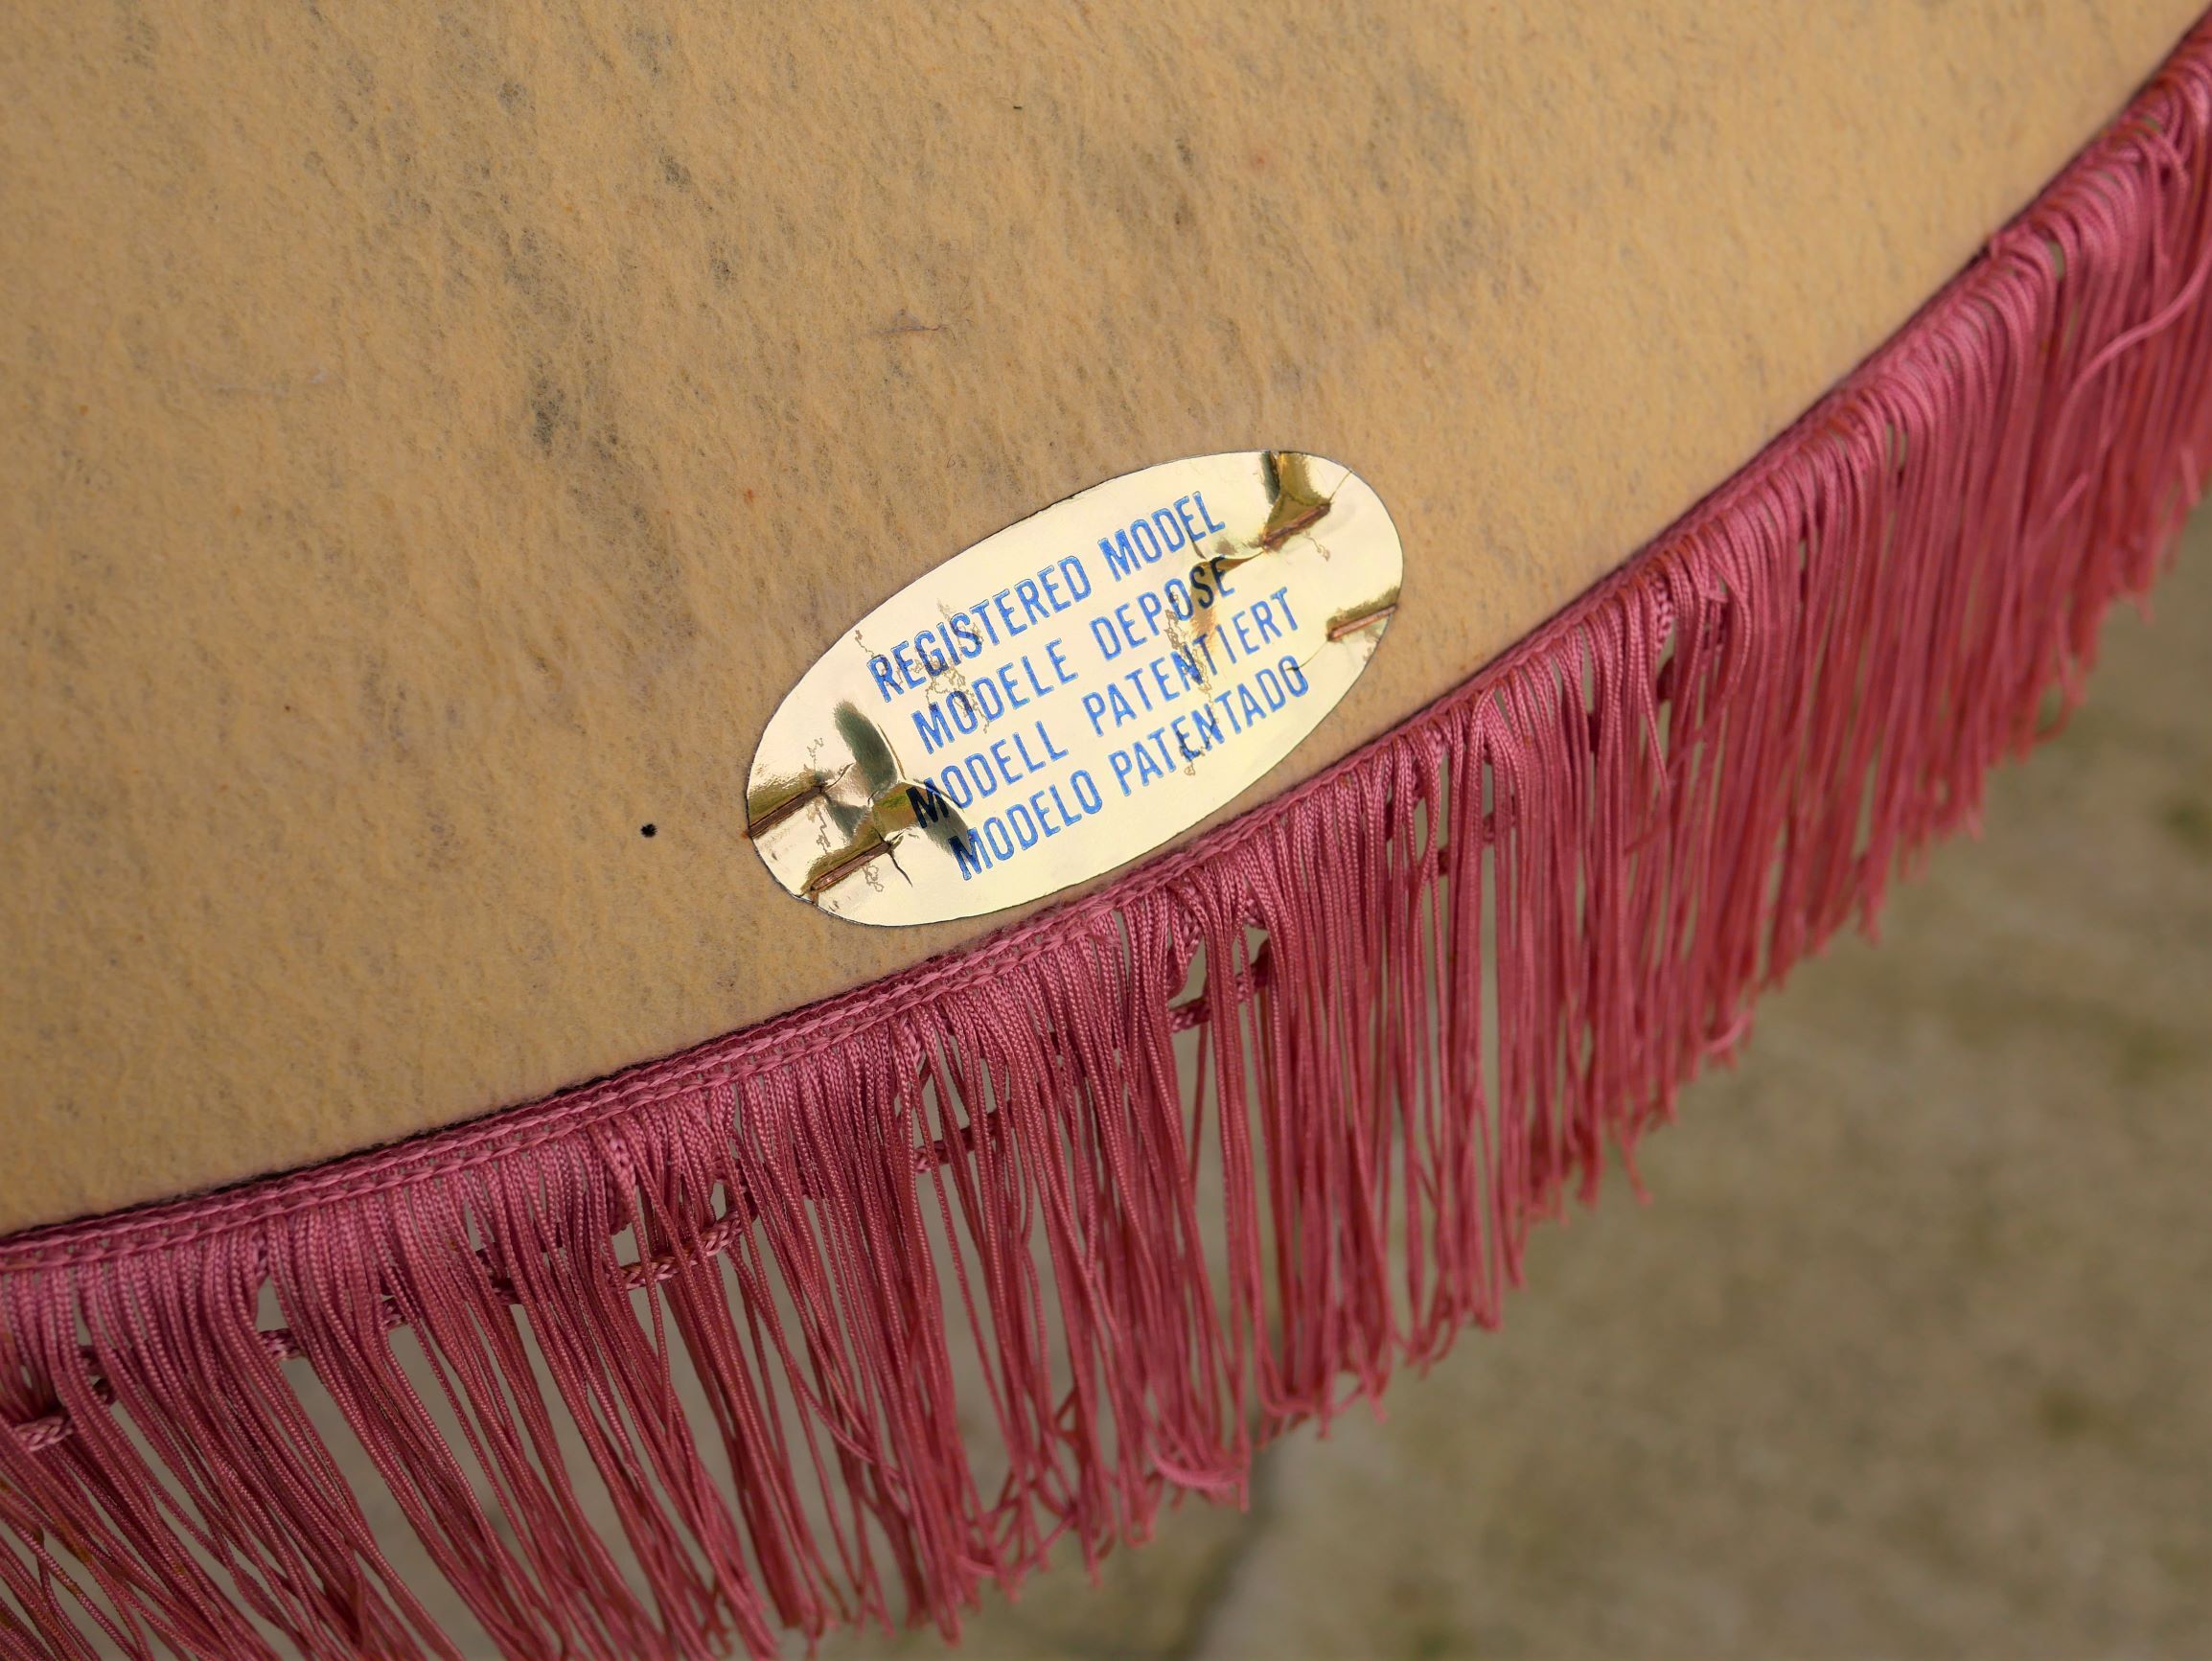 REGISTERED MODEL
MODELE DEPOSE
MODELL PATENTIERT
MODELO PATENTADO